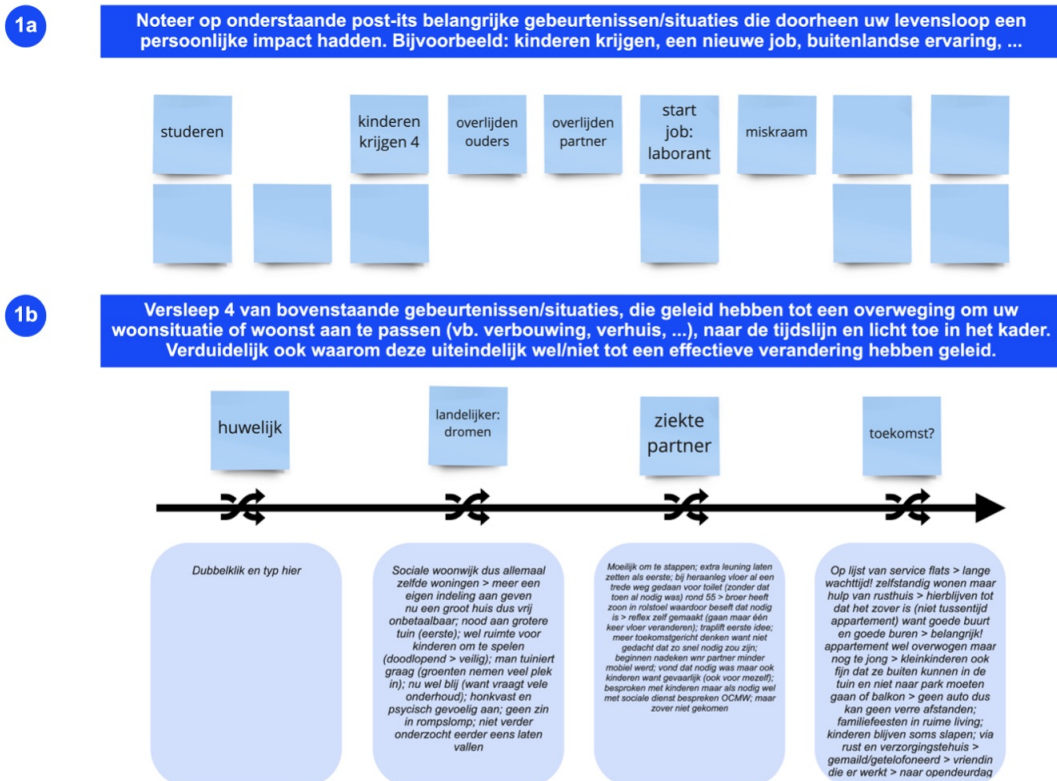 1a
Noteer op onderstaande post-its belangrijke gebeurtenissen/situaties die doorheen uw levensloop een
persoonlijke impact hadden. Bijvoorbeeld: kinderen krijgen, een nieuwe job, buitenlandse ervaring, ...
studeren
kinderen
krijgen 4
overlijden
ouders
overlijden
partner
start
job:
laborant
miskraam
1b
Versleep 4 van bovenstaande gebeurtenissen/situaties, die geleid hebben tot een overweging om uw
woonsituatie of woonst aan te passen (vb. verbouwing, verhuis, ...), naar de tijdslijn en licht toe in het kader.
Verduidelijk ook waarom deze uiteindelijk wel/niet tot een effectieve verandering hebben geleid.
huwelijk
landelijker:
dromen
ziekte
partner
toekomst?
Dubbelklik en typ hier
Sociale woonwijk dus allemaal
zelfde woningen > meer een
eigen indeling aan geven
nu een groot huis dus vrij
onbetaalbaar; nood aan grotere
tuin (eerste); wel ruimte voor
kinderen om te spelen
(doodlopend > veilig); man tuiniert
graag (groenten nemen veel plek
in); nu wel blij (want vraagt vele
onderhoud); honkvast en
psycisch gevoelig aan; geen zin
in rompslomp; niet verder
onderzocht eerder eens laten
vallen
Moeilijk om te stappen; extra leuning laten
zetten als eerste; bij heraanleg vloer al een
trede weg gedaan voor toilet (zonder dat
toen al nodig was) rond 55 > broer heeft
zoon in rolstoel waardoor beseft dat nodig
is > reflex zelf gemaakt (gaan maar één
keer vloer veranderen); traplift eerste idee;
meer toekomstgericht denken want niet
gedacht dat zo snel nodig zou zijn;
beginnen nadeken wnr partner minder
mobiel werd; vond dat nodig was maar ook
kinderen want gevaarlijk (ook voor mezelf);
besproken met kinderen maar als nodig wel
met sociale dienst bespreken OCMW; maar
zover niet gekomen
Op lijst van service flats > lange
wachttijd! zelfstandig wonen maar
hulp van rusthuis > hierblijven tot
dat het zover is (niet tussentijd
appartement) want goede buurt
en goede buren > belangrijk!
appartement wel overwogen maar
nog te jong > kleinkinderen ook
fijn dat ze buiten kunnen in de
tuin en niet naar park moeten
gaan of balkon > geen auto dus
kan geen verre afstanden;
familiefeesten in ruime living;
kinderen blijven soms slapen; via
rust en verzorgingstehuis >
gemaild/getelofoneerd > vriendin
die er werkt > naar opendeurdag